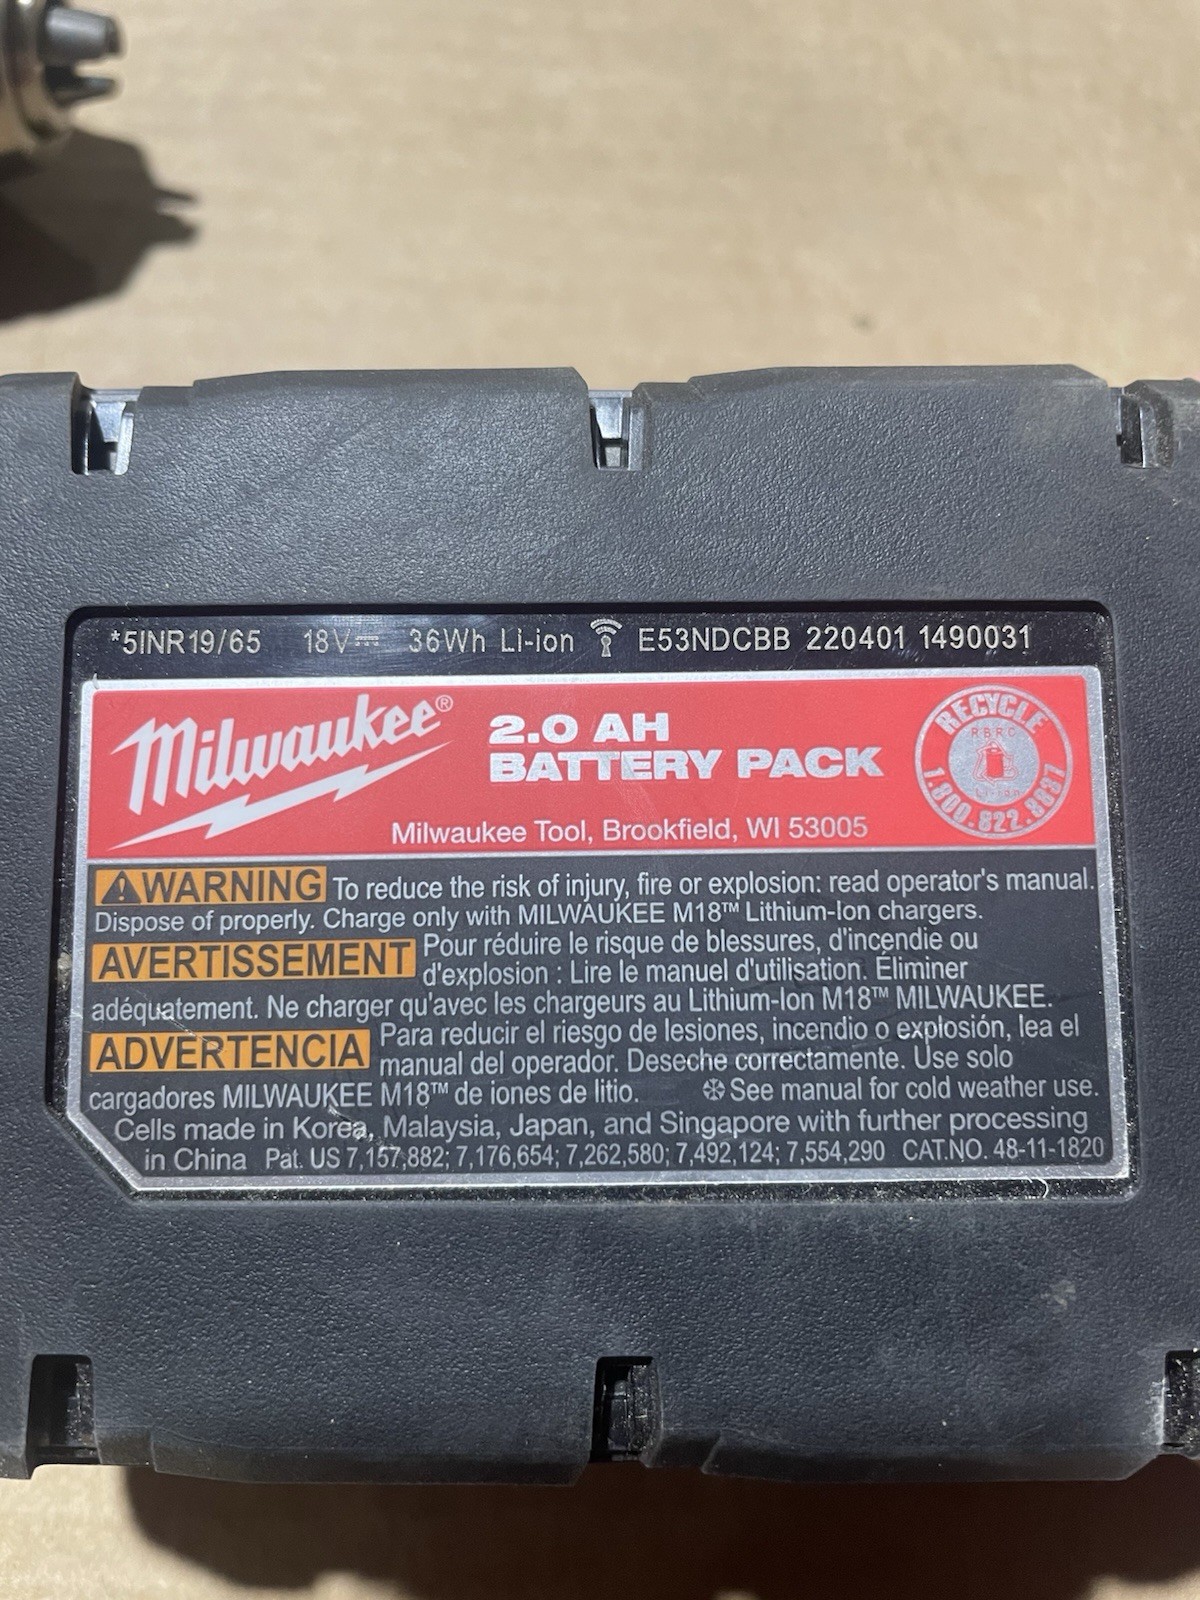 *5INR19/65 18V⎓ 36Wh Li-ion E53NDCBB 220401 1490031
Milwaukee®
2.0 AH
BATTERY PACK
Milwaukee Tool, Brookfield, WI 53005
RECYCLE
RBRC
Li-ion
1.800.822.8837
WARNING To reduce the risk of injury, fire or explosion: read operator's manual.
Dispose of properly. Charge only with MILWAUKEE M18™ Lithium-Ion chargers.
AVERTISSEMENT Pour réduire le risque de blessures, d'incendie ou
d'explosion : Lire le manuel d'utilisation. Éliminer
adéquatement. Ne charger qu'avec les chargeurs au Lithium-Ion M18™ MILWAUKEE.
ADVERTENCIA Para reducir el riesgo de lesiones, incendio o explosión, lea el
manual del operador. Deseche correctamente. Use solo
cargadores MILWAUKEE M18™ de iones de litio. See manual for cold weather use.
Cells made in Korea, Malaysia, Japan, and Singapore with further processing
in China Pat. US 7,157,882; 7,176,654; 7,262,580; 7,492,124; 7,554,290 CAT.NO. 48-11-1820